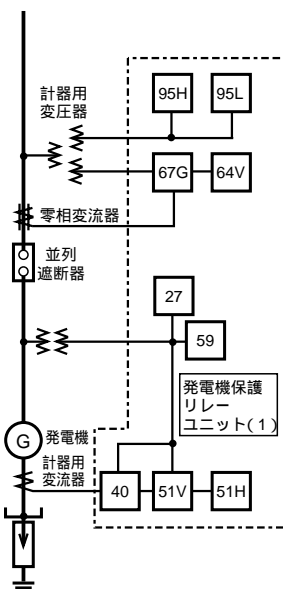 計器用
変圧器
95H
95L
67G
64V
零相変流器
並列
遮断器
27
59
発電機保護
リレー
ユニット(1)
G
発電機
計器用
変流器
40
51V
51H